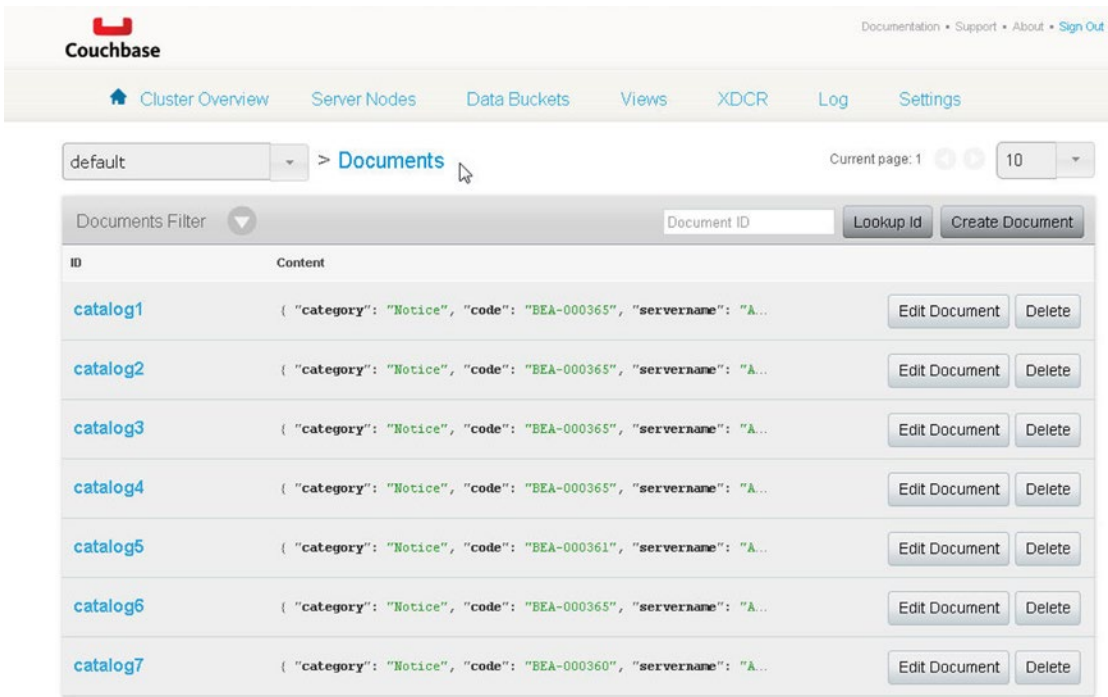 Couchbase
Documentation • Support • About • Sign Out
Cluster Overview Server Nodes Data Buckets Views XDCR Log Settings
default > Documents Current page: 1 10
Documents Filter Document ID Lookup Id Create Document
ID Content
catalog1 { "category": "Notice", "code": "BEA-000365", "servername": "A... Edit Document Delete
catalog2 { "category": "Notice", "code": "BEA-000365", "servername": "A... Edit Document Delete
catalog3 { "category": "Notice", "code": "BEA-000365", "servername": "A... Edit Document Delete
catalog4 { "category": "Notice", "code": "BEA-000365", "servername": "A... Edit Document Delete
catalog5 { "category": "Notice", "code": "BEA-000361", "servername": "A... Edit Document Delete
catalog6 { "category": "Notice", "code": "BEA-000365", "servername": "A... Edit Document Delete
catalog7 { "category": "Notice", "code": "BEA-000360", "servername": "A... Edit Document Delete